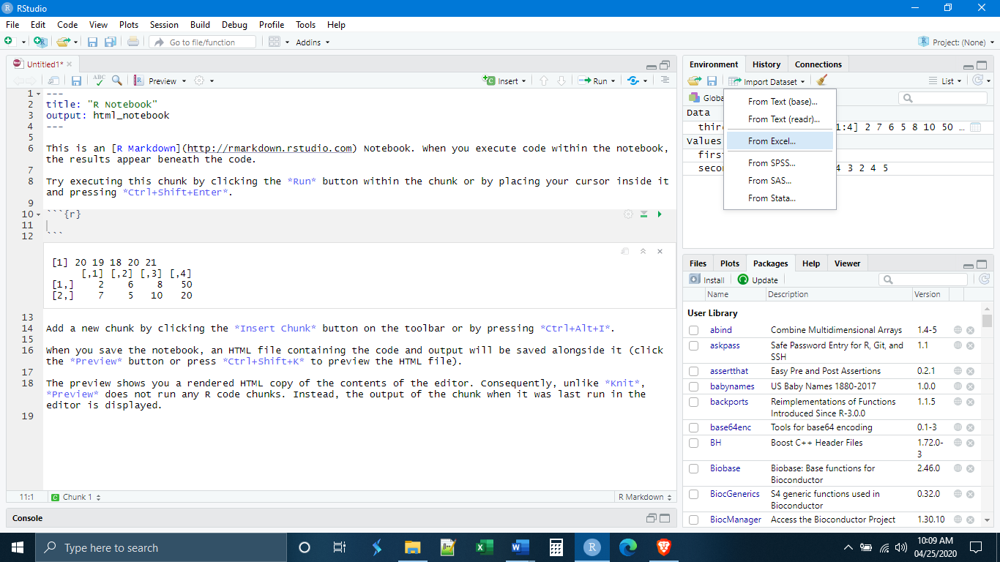 RStudio
File Edit Code View Plots Session Build Debug Profile Tools Help
Go to file/function Addins Project: (None)
Untitled1*
ABC Preview Insert Run
1 ---
2 title: "R Notebook"
3 output: html_notebook
4 ---
5
6 This is an [R Markdown](http://rmarkdown.rstudio.com) Notebook. When you execute code within the notebook,
the results appear beneath the code.
7
8 Try executing this chunk by clicking the *Run* button within the chunk or by placing your cursor inside it
and pressing *Ctrl+Shift+Enter*.
9
10 ```{r}
11
12 ```
[1] 20 19 18 20 21
[,1] [,2] [,3] [,4]
[1,] 2 6 8 50
[2,] 7 5 10 20
13
14 Add a new chunk by clicking the *Insert Chunk* button on the toolbar or by pressing *Ctrl+Alt+I*.
15
16 When you save the notebook, an HTML file containing the code and output will be saved alongside it (click
the *Preview* button or press *Ctrl+Shift+K* to preview the HTML file).
17
18 The preview shows you a rendered HTML copy of the contents of the editor. Consequently, unlike *Knit*,
*Preview* does not run any R code chunks. Instead, the output of the chunk when it was last run in the
editor is displayed.
19
11:1 C Chunk 1 R Markdown
Console
Environment History Connections
Import Dataset List
Globa
Data
thir 1:4] 2 7 6 5 8 10 50 …
Values
first
secon 4 3 2 4 5
From Text (base)...
From Text (readr)...
From Excel...
From SPSS...
From SAS...
From Stata...
Files Plots Packages Help Viewer
Install Update
Name Description Version
User Library
abind Combine Multidimensional Arrays 1.4-5
askpass Safe Password Entry for R, Git, and 1.1
SSH
assertthat Easy Pre and Post Assertions 0.2.1
babynames US Baby Names 1880-2017 1.0.0
backports Reimplementations of Functions 1.1.5
Introduced Since R-3.0.0
base64enc Tools for base64 encoding 0.1-3
BH Boost C++ Header Files 1.72.0-
3
Biobase Biobase: Base functions for 2.46.0
Bioconductor
BiocGenerics S4 generic functions used in 0.32.0
Bioconductor
BiocManager Access the Bioconductor Project 1.30.10
Type here to search
10:09 AM
04/25/2020